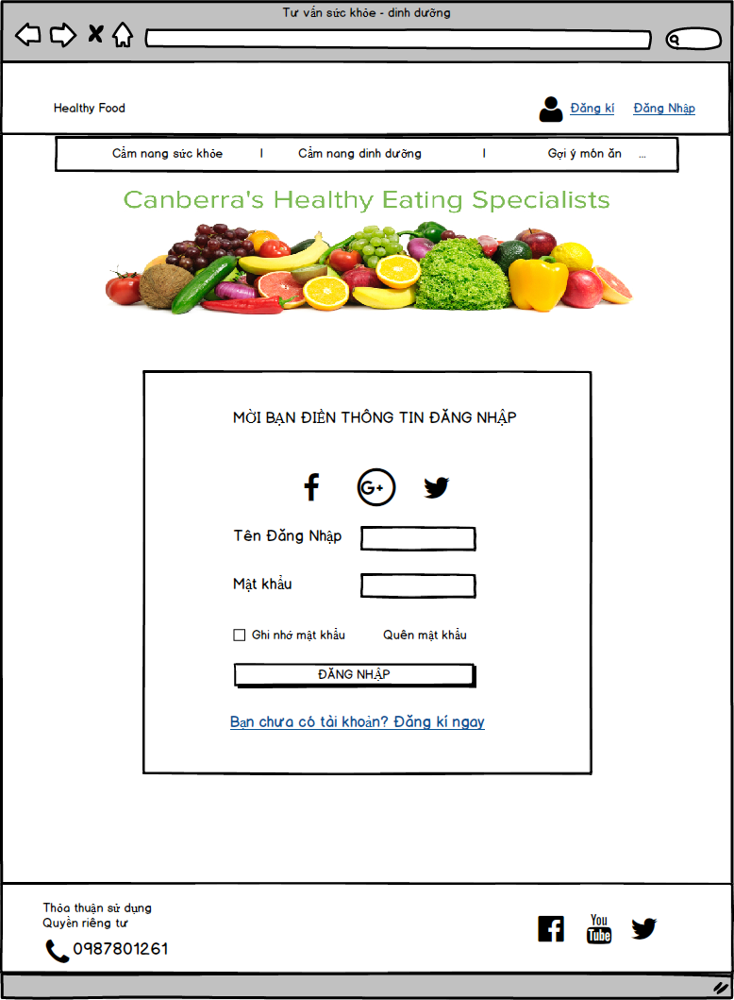 Tư vấn sức khỏe - dinh dưỡng
Healthy Food
Đăng kí Đăng Nhập
Cẩm nang sức khỏe | Cẩm nang dinh dưỡng | Gợi ý món ăn ...
Canberra's Healthy Eating Specialists
MỜI BẠN ĐIỀN THÔNG TIN ĐĂNG NHẬP
G+
Tên Đăng Nhập
Mật khẩu
Ghi nhớ mật khẩu Quên mật khẩu
ĐĂNG NHẬP
Bạn chưa có tài khoản? Đăng kí ngay
Thỏa thuận sử dụng
Quyền riêng tư
0987801261
You
Tube